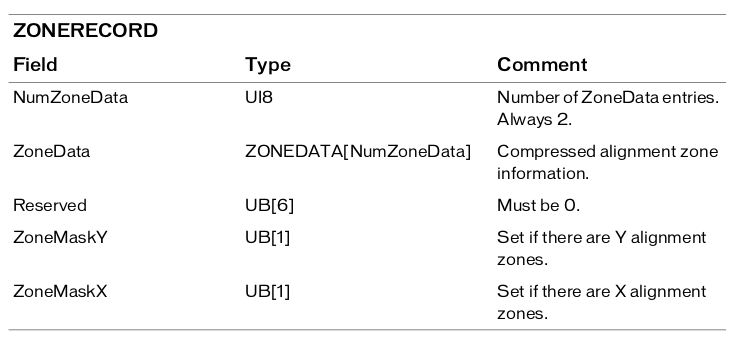 ZONERECORD
Field Type Comment
NumZoneData UI8 Number of ZoneData entries.
Always 2.
ZoneData ZONEDATA[NumZoneData] Compressed alignment zone
information.
Reserved UB[6] Must be 0.
ZoneMaskY UB[1] Set if there are Y alignment
zones.
ZoneMaskX UB[1] Set if there are X alignment
zones.